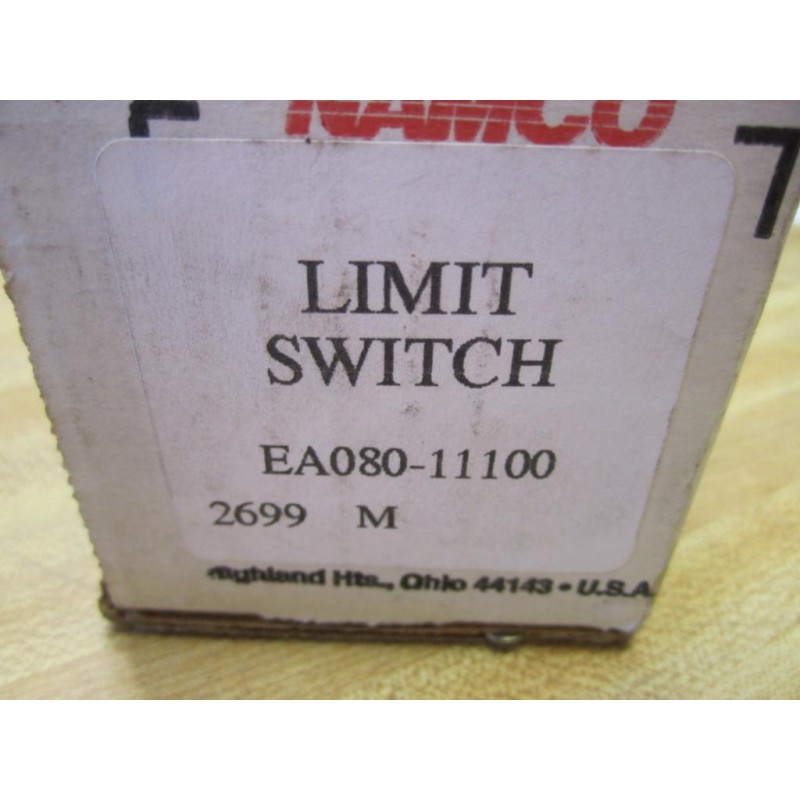 NAMCO
LIMIT
SWITCH
EA080-11100
2699 M
Highland Hts., Ohio 44143 • U.S.A.